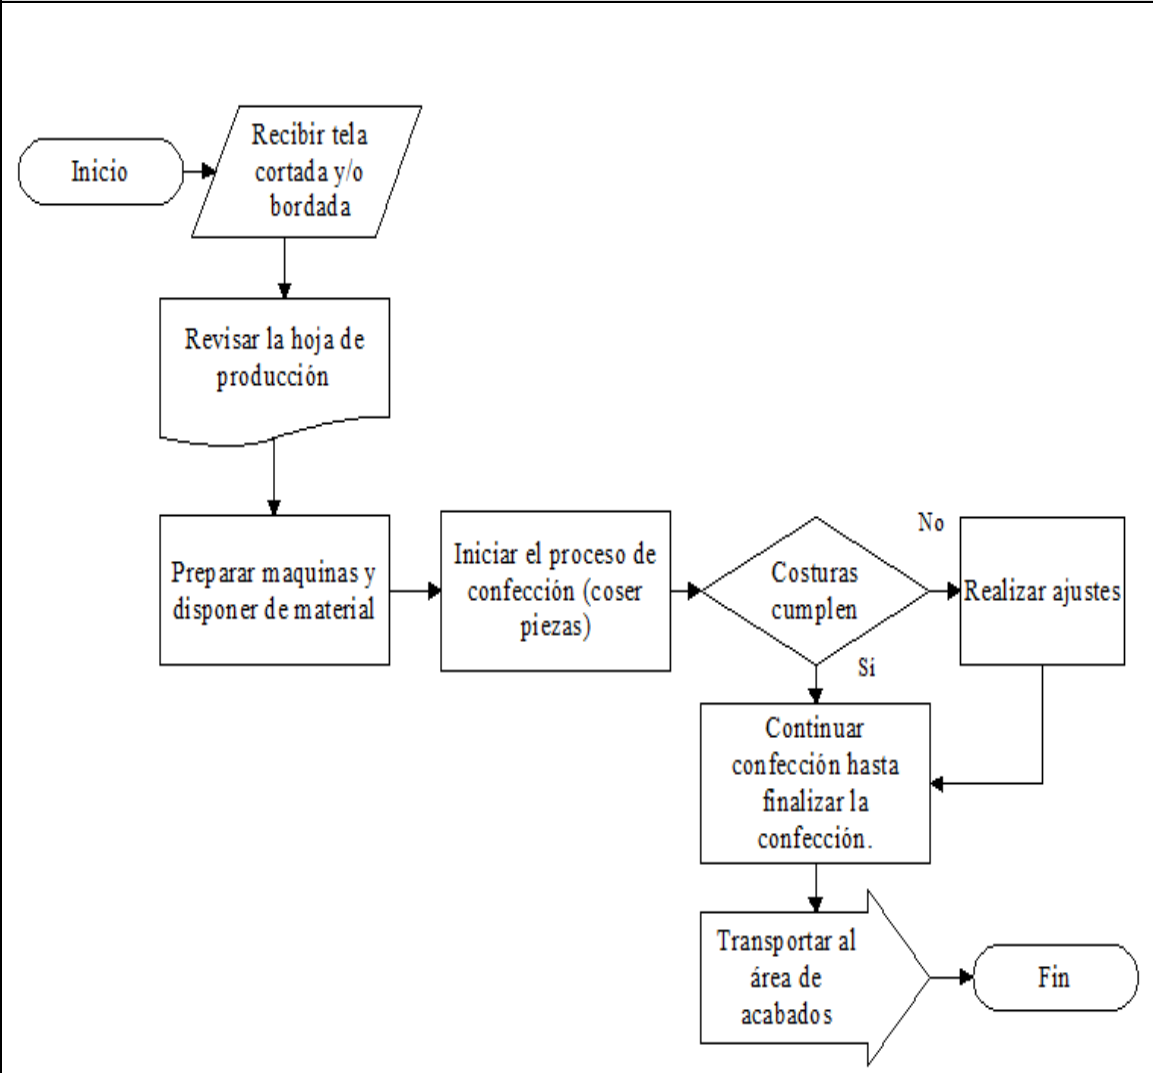 Inicio
Recibir tela
cortada y/o
bordada
Revisar la hoja de
producción
Preparar maquinas y
disponer de material
Iniciar el proceso de
confección (coser
piezas)
Costuras
cumplen
No
Realizar ajustes
Sí
Continuar
confección hasta
finalizar la
confección.
Transportar al
área de
acabados
Fin